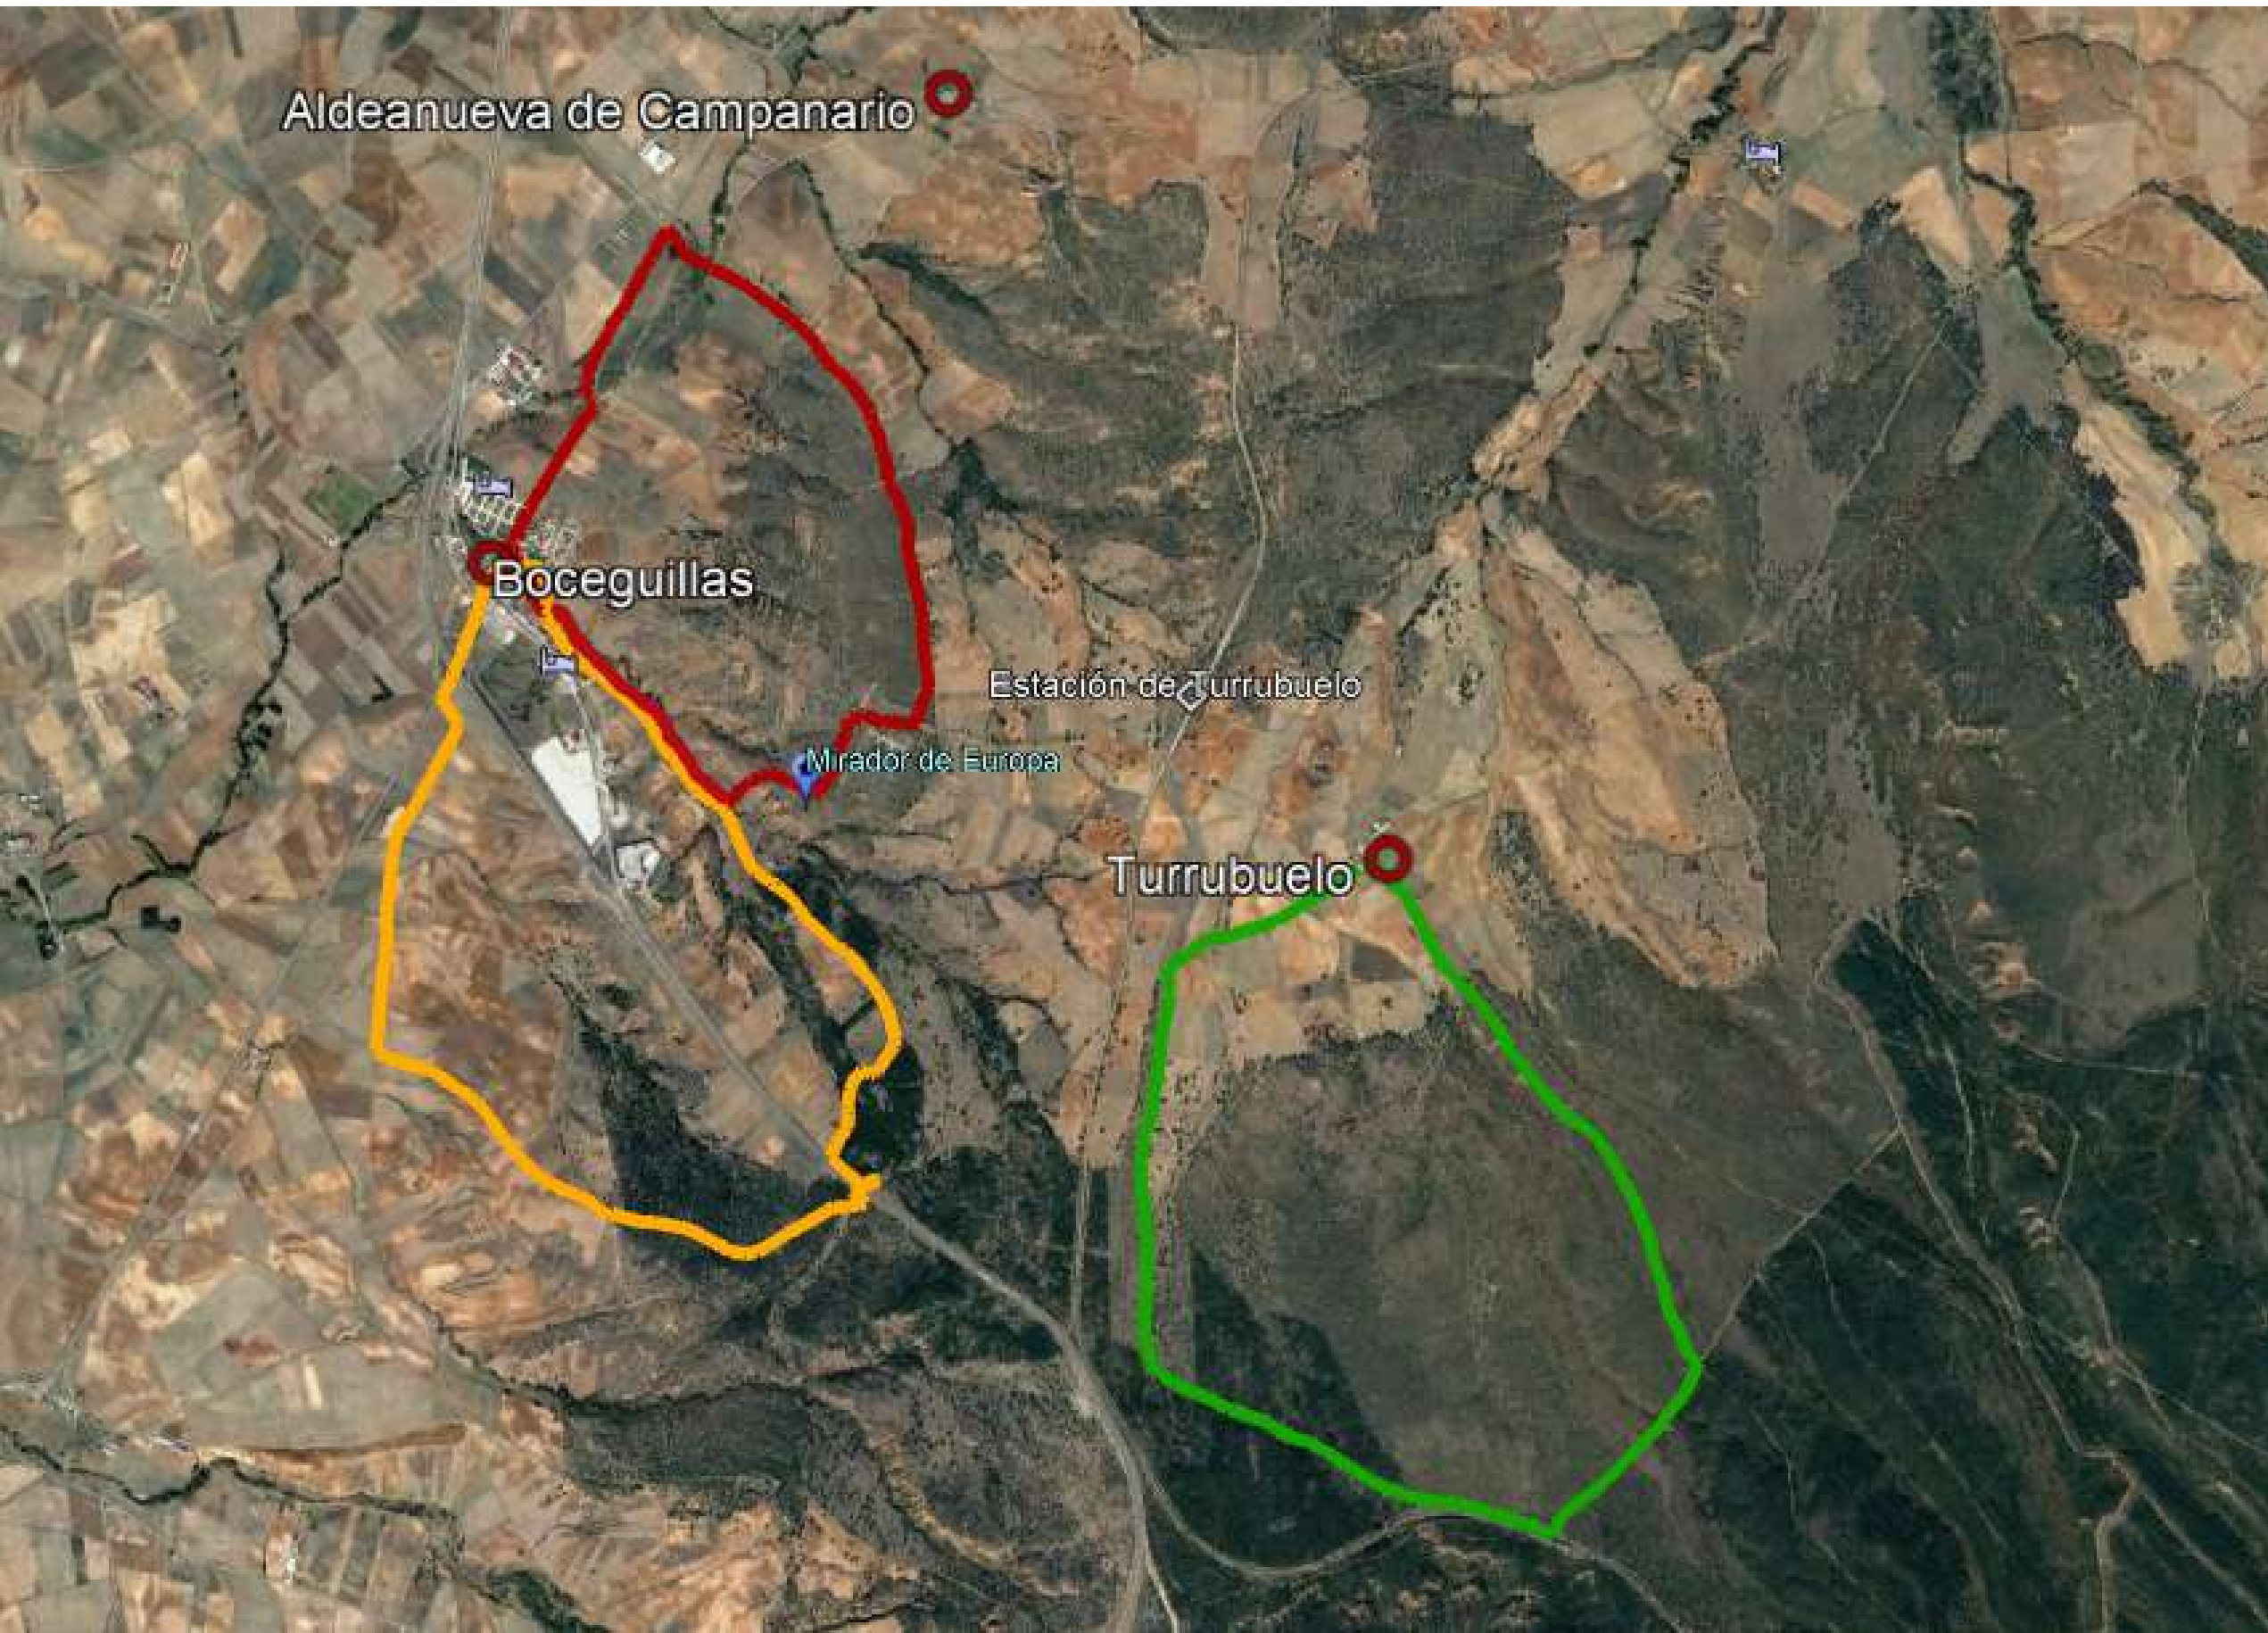 Aldeanueva de Campanario
Boceguillas
Estación de Turrubuelo
Mirador de Europa
Turrubuelo